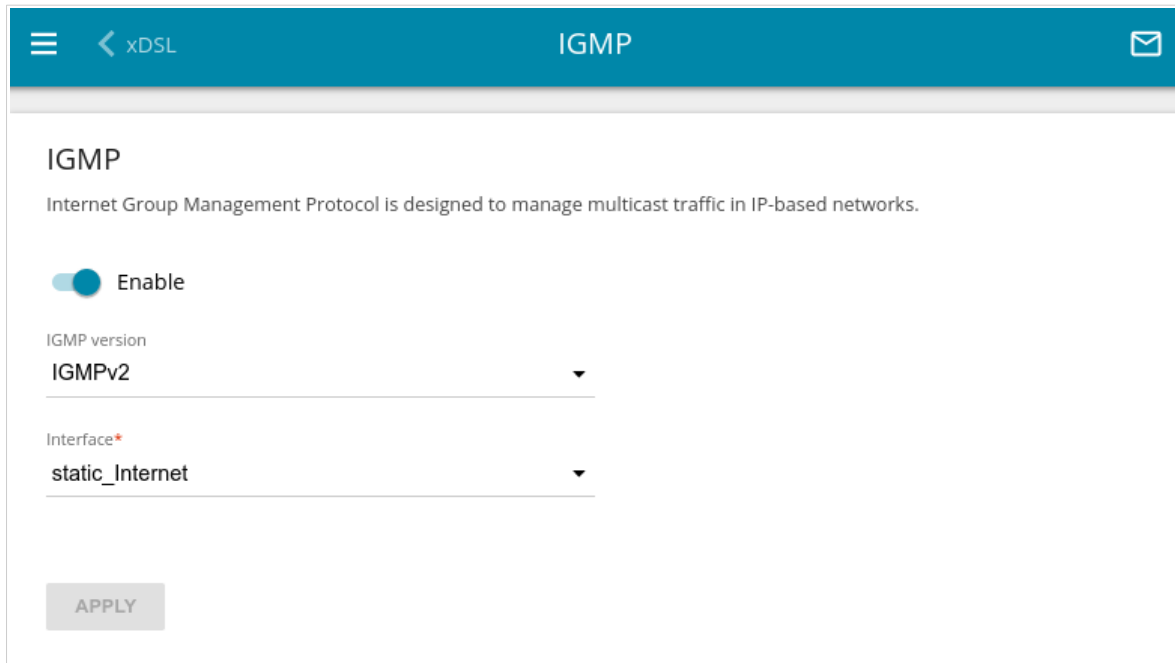 xDSL
IGMP
IGMP
Internet Group Management Protocol is designed to manage multicast traffic in IP-based networks.
Enable
IGMP version
IGMPv2
Interface*
static_Internet
APPLY